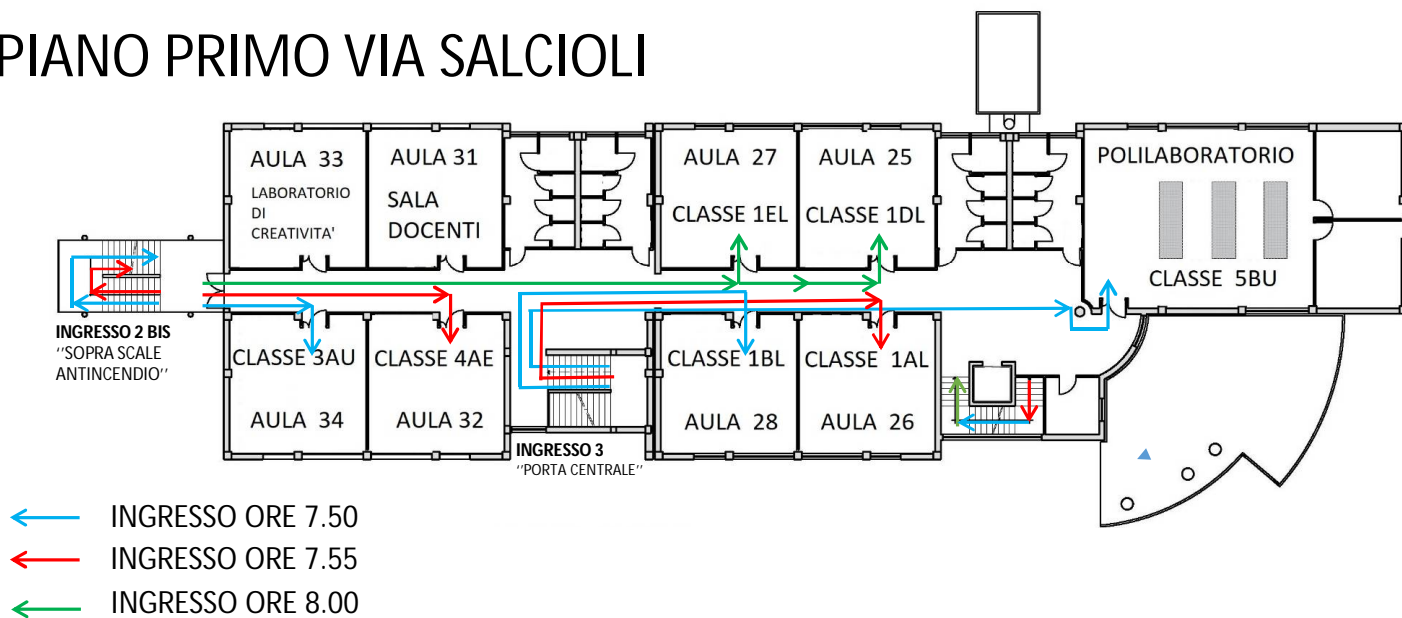 PIANO PRIMO VIA SALCIOLI
AULA 33
LABORATORIO
DI
CREATIVITA'
AULA 31
SALA
DOCENTI
AULA 27
CLASSE 1EL
AULA 25
CLASSE 1DL
POLILABORATORIO
CLASSE 5BU
INGRESSO 2 BIS
''SOPRA SCALE
ANTINCENDIO''
CLASSE 3AU
AULA 34
CLASSE 4AE
AULA 32
INGRESSO 3
''PORTA CENTRALE''
CLASSE 1BL
AULA 28
CLASSE 1AL
AULA 26
INGRESSO ORE 7.50
INGRESSO ORE 7.55
INGRESSO ORE 8.00